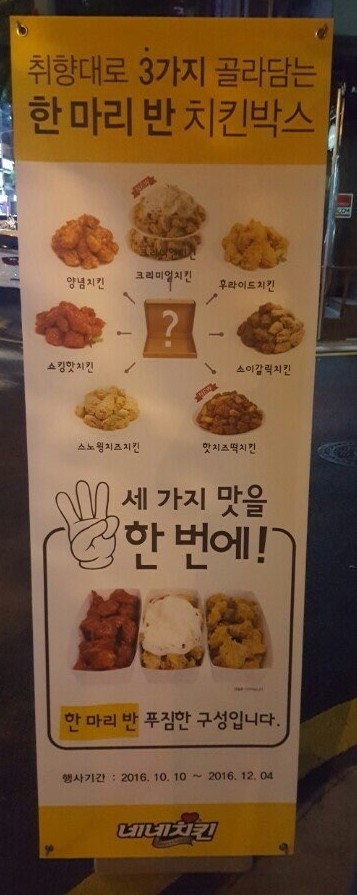 취향대로 3가지 골라담는
한 마리 반 치킨박스
NEW
크리미얼치킨
양념치킨
후라이드치킨
?
쇼킹핫치킨
쇼이갈릭치킨
NEW
스노윙치즈치킨
핫치즈떡치킨
세 가지 맛을
한 번에!
한 마리 반 푸짐한 구성입니다.
행사기간 : 2016. 10. 10 ~ 2016. 12. 04
네네치킨